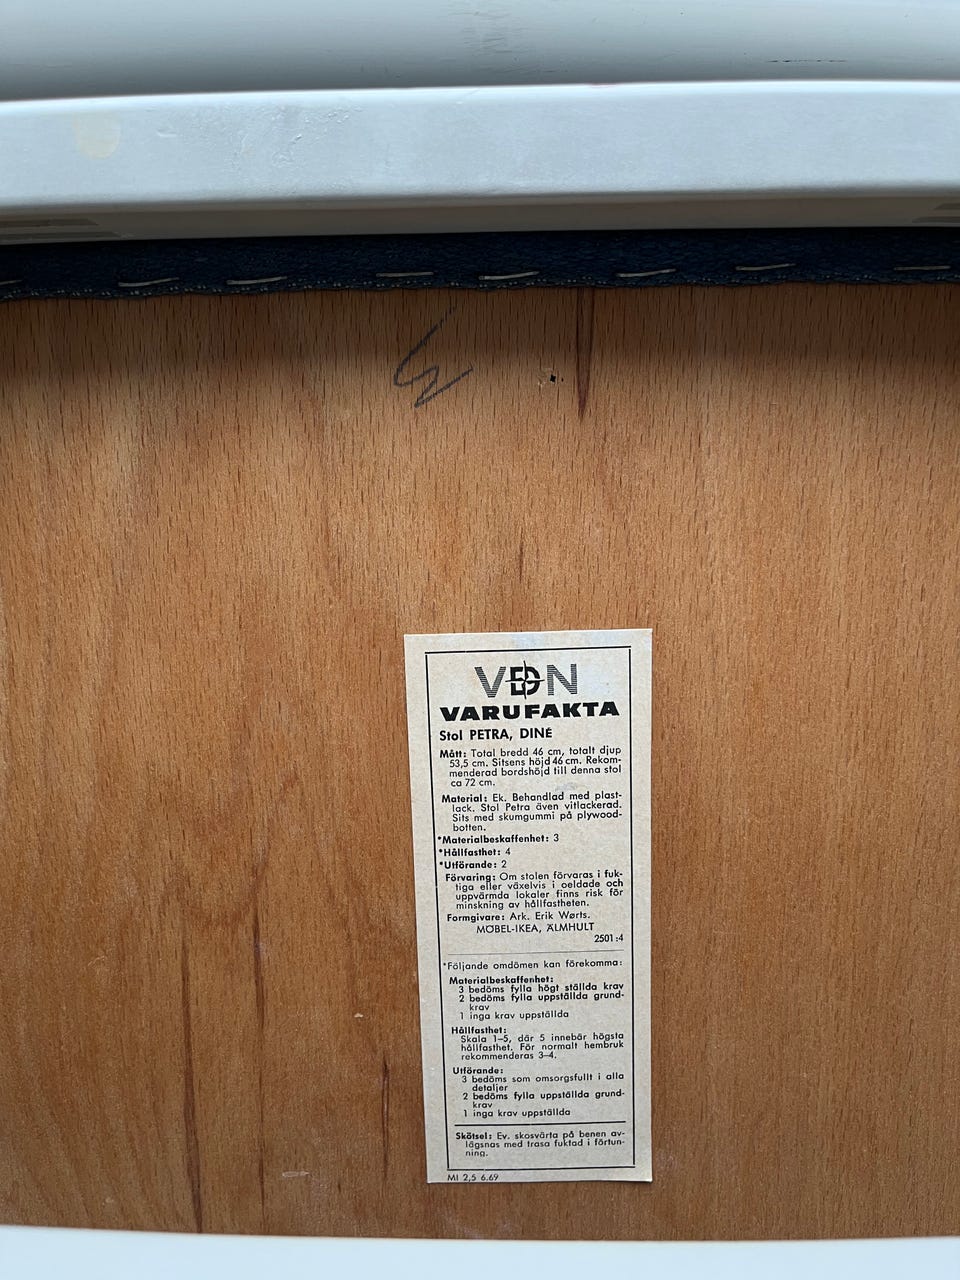 VDN
VARUFAKTA
Stol PETRA, DINÉ
Mått: Total bredd 46 cm, totalt djup
53,5 cm. Sitsens höjd 46 cm. Rekom-
menderad bordshöjd till denna stol
ca 72 cm.
Material: Ek. Behandlad med plast-
lack. Stol Petra även vitlackerad.
Sits med skumgummi på plywood-
botten.
*Materialbeskaffenhet: 3
*Hållfasthet: 4
*Utförande: 2
Förvaring: Om stolen förvaras i fuk-
tiga eller växelvis i oeldade och
uppvärmda lokaler finns risk för
minskning av hållfastheten.
Formgivare: Ark. Erik Wørts.
MÖBEL-IKEA, ÄLMHULT
2501:4
*Följande omdömen kan förekomma:
Materialbeskaffenhet:
3 bedöms fylla högt ställda krav
2 bedöms fylla uppställda grund-
krav
1 inga krav uppställda
Hållfasthet:
Skala 1–5, där 5 innebär högsta
hållfasthet. För normalt hembruk
rekommenderas 3–4.
Utförande:
3 bedöms som omsorgsfullt i alla
detaljer
2 bedöms fylla uppställda grund-
krav
1 inga krav uppställda
Skötsel: Ev. skosvärta på benen av-
lägsnas med trasa fuktad i förtun-
ning.
MI 2,5 6.69